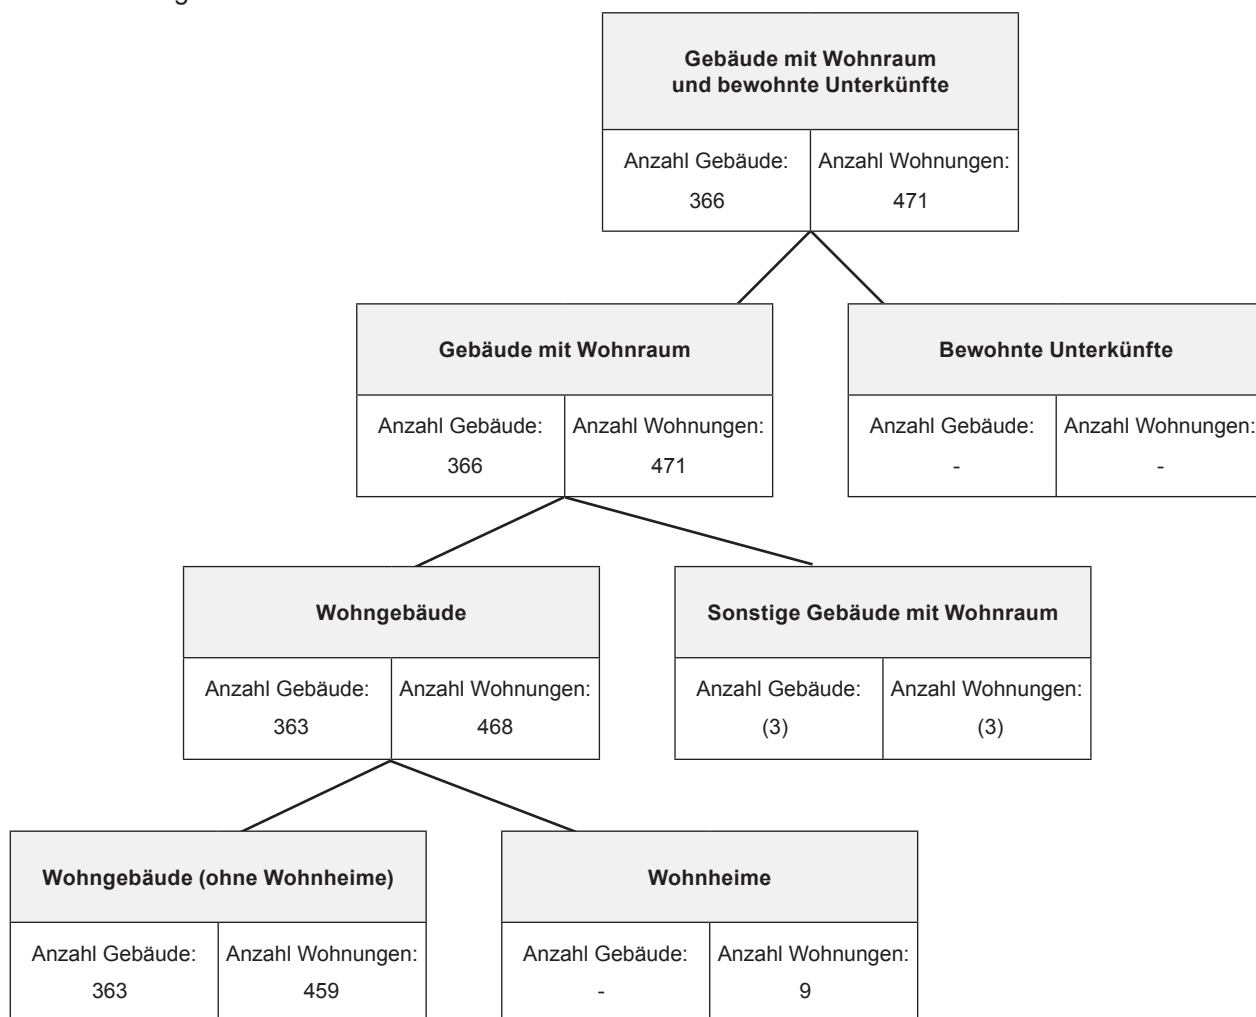 Gebäude mit Wohnraum
und bewohnte Unterkünfte
Anzahl Gebäude: Anzahl Wohnungen:
366 471
Gebäude mit Wohnraum
Anzahl Gebäude: Anzahl Wohnungen:
366 471
Bewohnte Unterkünfte
Anzahl Gebäude: Anzahl Wohnungen:
- -
Wohngebäude
Anzahl Gebäude: Anzahl Wohnungen:
363 468
Sonstige Gebäude mit Wohnraum
Anzahl Gebäude: Anzahl Wohnungen:
(3) (3)
Wohngebäude (ohne Wohnheime)
Anzahl Gebäude: Anzahl Wohnungen:
363 459
Wohnheime
Anzahl Gebäude: Anzahl Wohnungen:
- 9